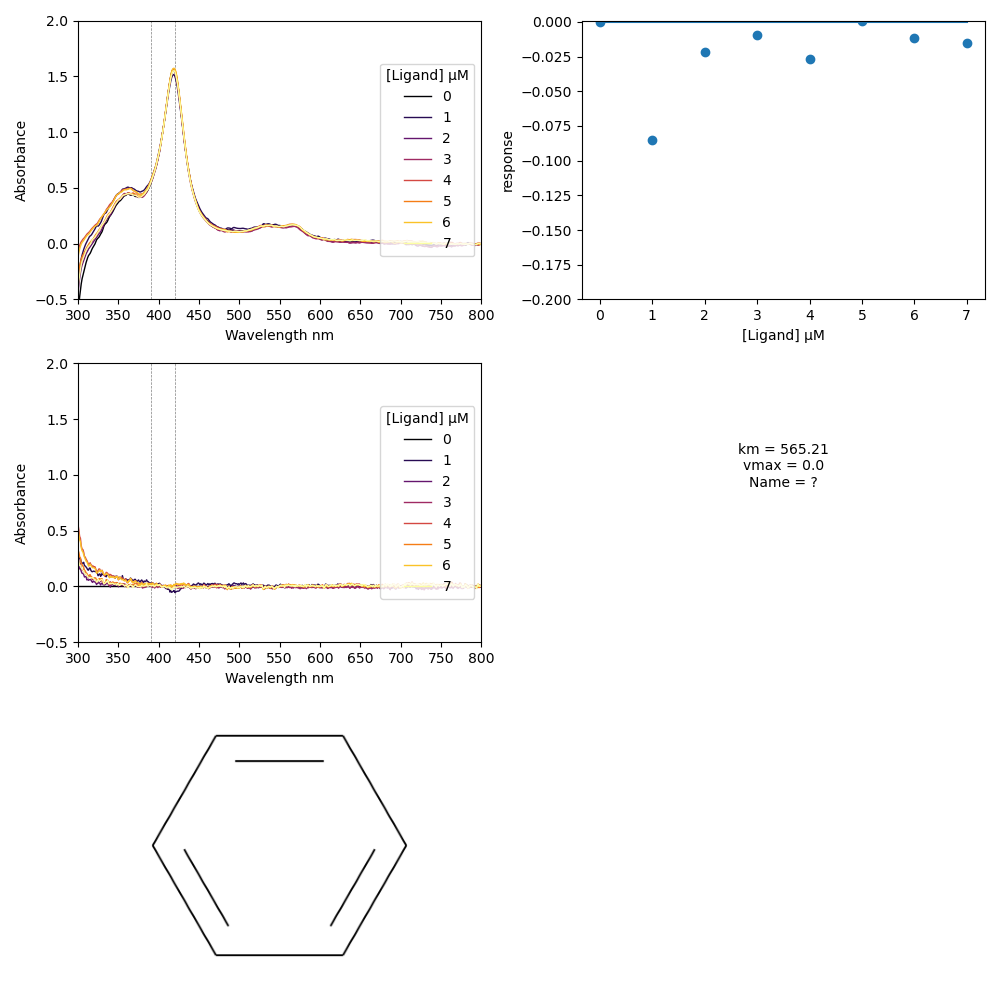 2.0
1.5
1.0
0.5
0.0
−0.5
Absorbance
[Ligand] μM
0
1
2
3
4
5
6
7
300 350 400 450 500 550 600 650 700 750 800
Wavelength nm
0.000
−0.025
−0.050
−0.075
−0.100
−0.125
−0.150
−0.175
−0.200
response
0 1 2 3 4 5 6 7
[Ligand] μM
2.0
1.5
1.0
0.5
0.0
−0.5
Absorbance
[Ligand] μM
0
1
2
3
4
5
6
7
300 350 400 450 500 550 600 650 700 750 800
Wavelength nm
km = 565.21
vmax = 0.0
Name = ?